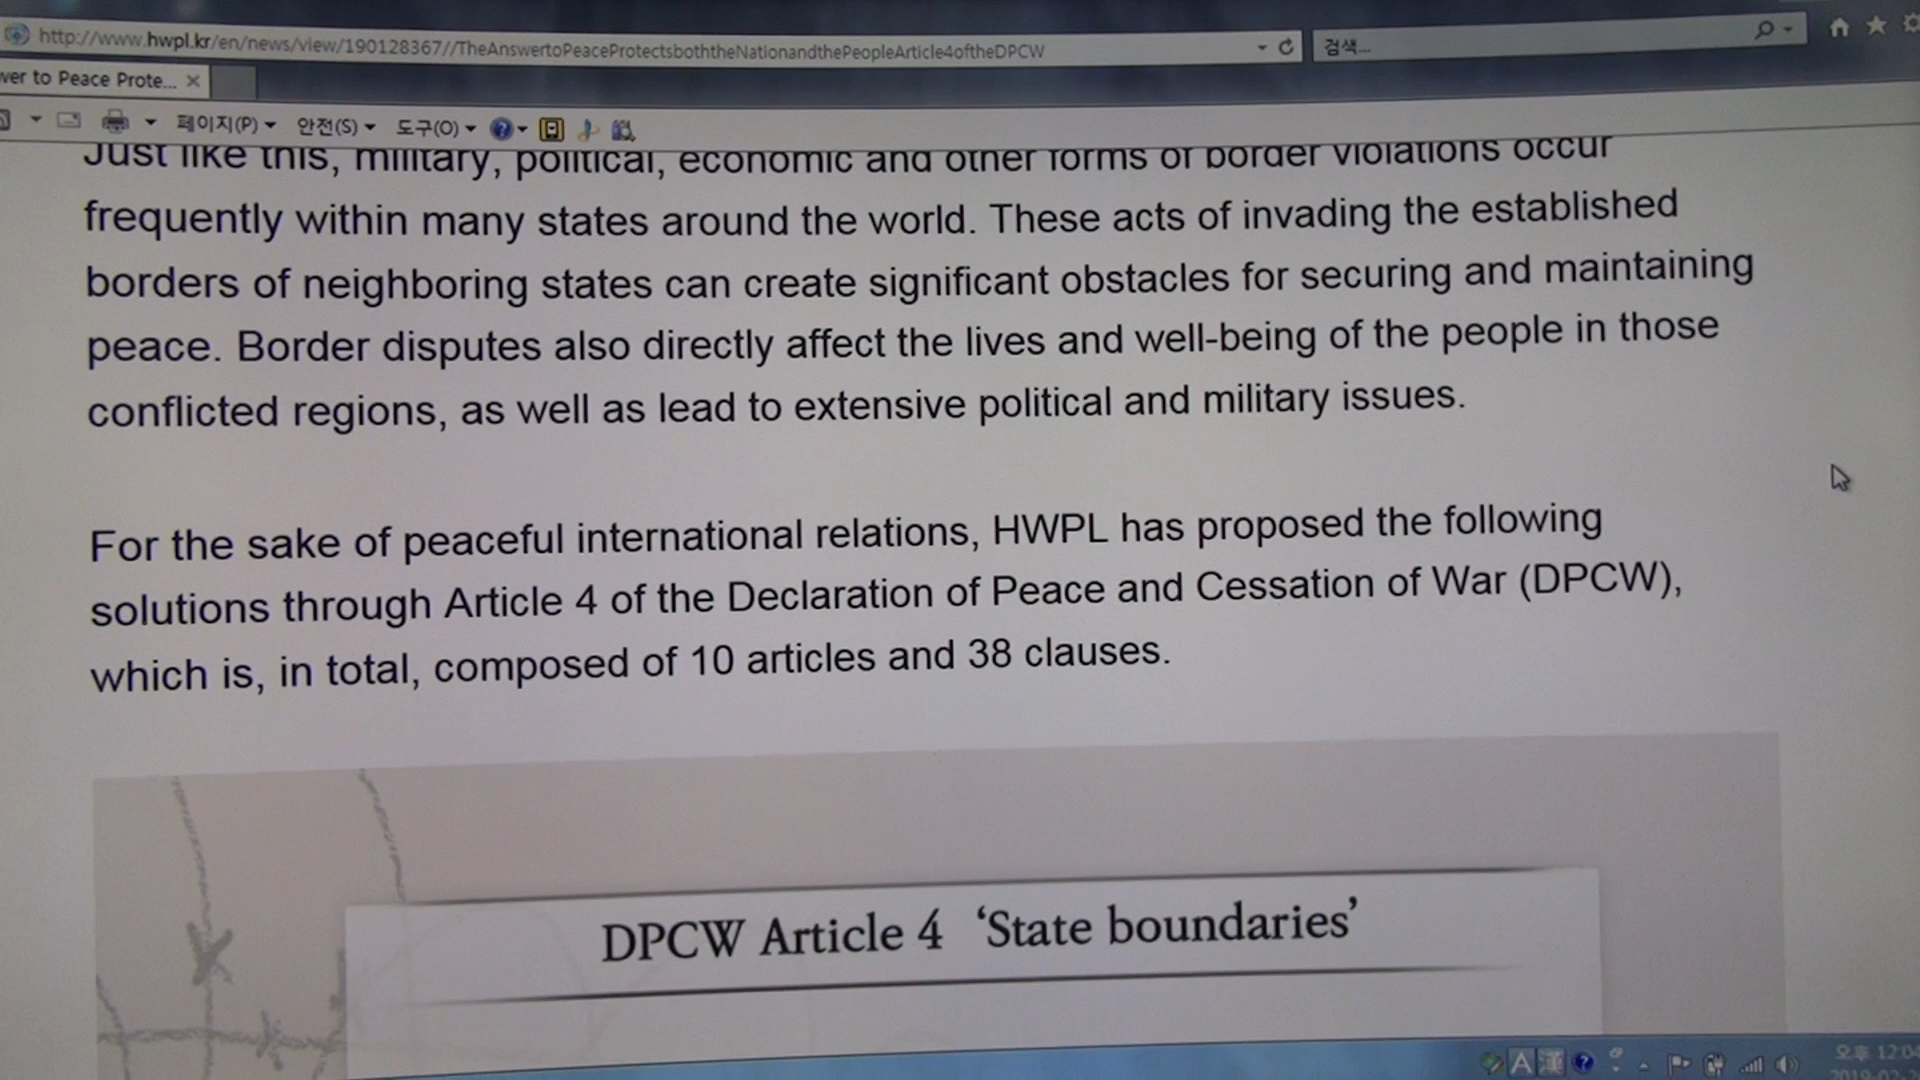 http://www.hwpl.kr/en/news/view/190128367//TheAnswertoPeaceProtectsboththeNationandthePeopleArticle4oftheDPCW
검색...
ver to Peace Prote...
페이지(P)
안전(S)
도구(O)
Just like this, military, political, economic and other forms of border violations occur
frequently within many states around the world. These acts of invading the established
borders of neighboring states can create significant obstacles for securing and maintaining
peace. Border disputes also directly affect the lives and well-being of the people in those
conflicted regions, as well as lead to extensive political and military issues.
For the sake of peaceful international relations, HWPL has proposed the following
solutions through Article 4 of the Declaration of Peace and Cessation of War (DPCW),
which is, in total, composed of 10 articles and 38 clauses.
DPCW Article 4 ‘State boundaries’
A 漢
오후 12:04